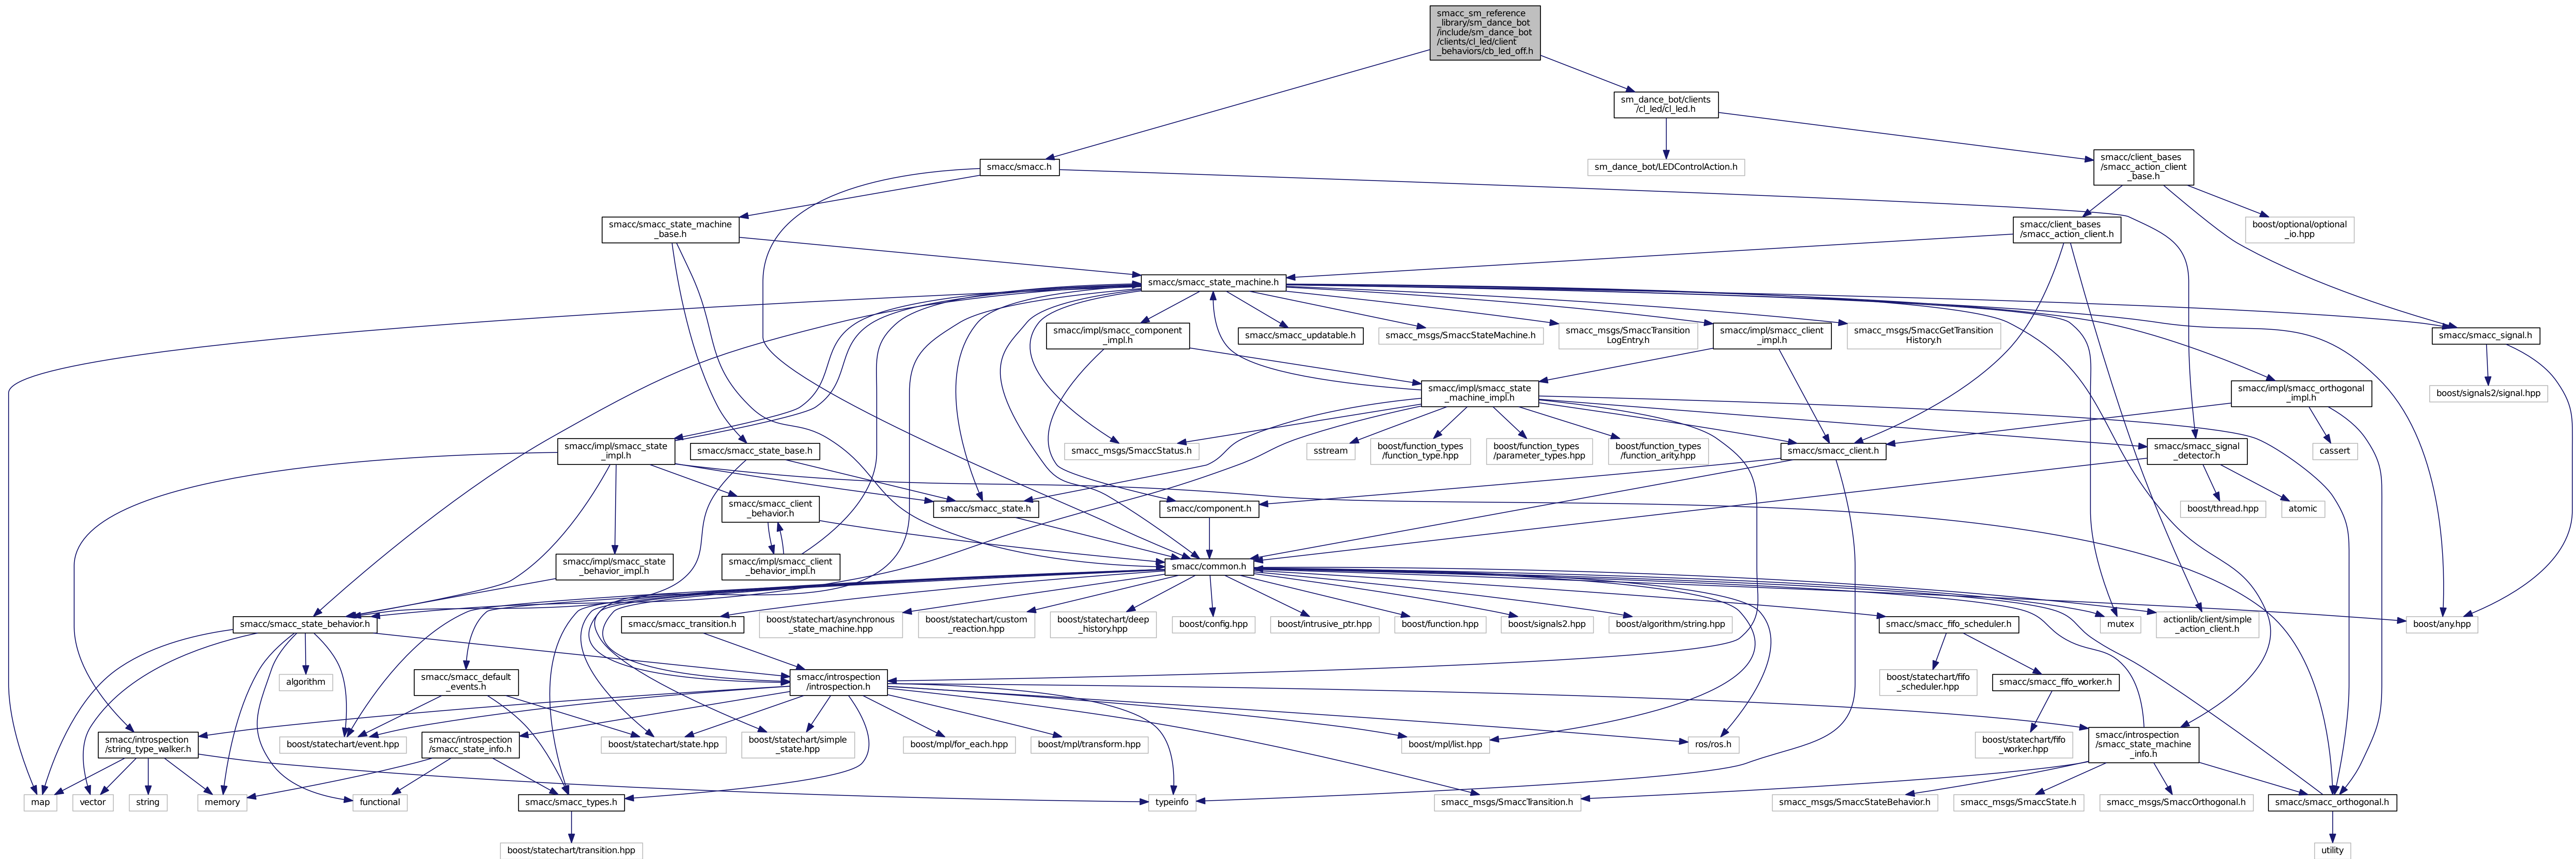 smacc_sm_reference
_library/sm_dance_bot
/include/sm_dance_bot
/clients/cl_led/client
_behaviors/cb_led_off.h
sm_dance_bot/clients
/cl_led/cl_led.h
smacc/smacc.h
sm_dance_bot/LEDControlAction.h
smacc/client_bases
/smacc_action_client
_base.h
smacc/smacc_state_machine
_base.h
smacc/client_bases
/smacc_action_client.h
boost/optional/optional
_io.hpp
smacc/smacc_state_machine.h
smacc/impl/smacc_component
_impl.h
smacc/smacc_updatable.h
smacc_msgs/SmaccStateMachine.h
smacc_msgs/SmaccTransition
LogEntry.h
smacc/impl/smacc_client
_impl.h
smacc_msgs/SmaccGetTransition
History.h
smacc/smacc_signal.h
smacc/impl/smacc_state
_machine_impl.h
smacc/impl/smacc_orthogonal
_impl.h
boost/signals2/signal.hpp
smacc/impl/smacc_state
_impl.h
smacc/smacc_state_base.h
smacc_msgs/SmaccStatus.h
sstream
boost/function_types
/function_type.hpp
boost/function_types
/parameter_types.hpp
boost/function_types
/function_arity.hpp
smacc/smacc_client.h
smacc/smacc_signal
_detector.h
cassert
smacc/smacc_client
_behavior.h
smacc/smacc_state.h
smacc/component.h
boost/thread.hpp
atomic
smacc/impl/smacc_state
_behavior_impl.h
smacc/impl/smacc_client
_behavior_impl.h
smacc/common.h
smacc/smacc_state_behavior.h
smacc/smacc_transition.h
boost/statechart/asynchronous
_state_machine.hpp
boost/statechart/custom
_reaction.hpp
boost/statechart/deep
_history.hpp
boost/config.hpp
boost/intrusive_ptr.hpp
boost/function.hpp
boost/signals2.hpp
boost/algorithm/string.hpp
smacc/smacc_fifo_scheduler.h
mutex
actionlib/client/simple
_action_client.h
boost/any.hpp
algorithm
smacc/smacc_default
_events.h
smacc/introspection
/introspection.h
boost/statechart/fifo
_scheduler.hpp
smacc/smacc_fifo_worker.h
smacc/introspection
/string_type_walker.h
boost/statechart/event.hpp
smacc/introspection
/smacc_state_info.h
boost/statechart/state.hpp
boost/statechart/simple
_state.hpp
boost/mpl/for_each.hpp
boost/mpl/transform.hpp
boost/mpl/list.hpp
ros/ros.h
boost/statechart/fifo
_worker.hpp
smacc/introspection
/smacc_state_machine
_info.h
map
vector
string
memory
functional
smacc/smacc_types.h
typeinfo
smacc_msgs/SmaccTransition.h
smacc_msgs/SmaccStateBehavior.h
smacc_msgs/SmaccState.h
smacc_msgs/SmaccOrthogonal.h
smacc/smacc_orthogonal.h
boost/statechart/transition.hpp
utility